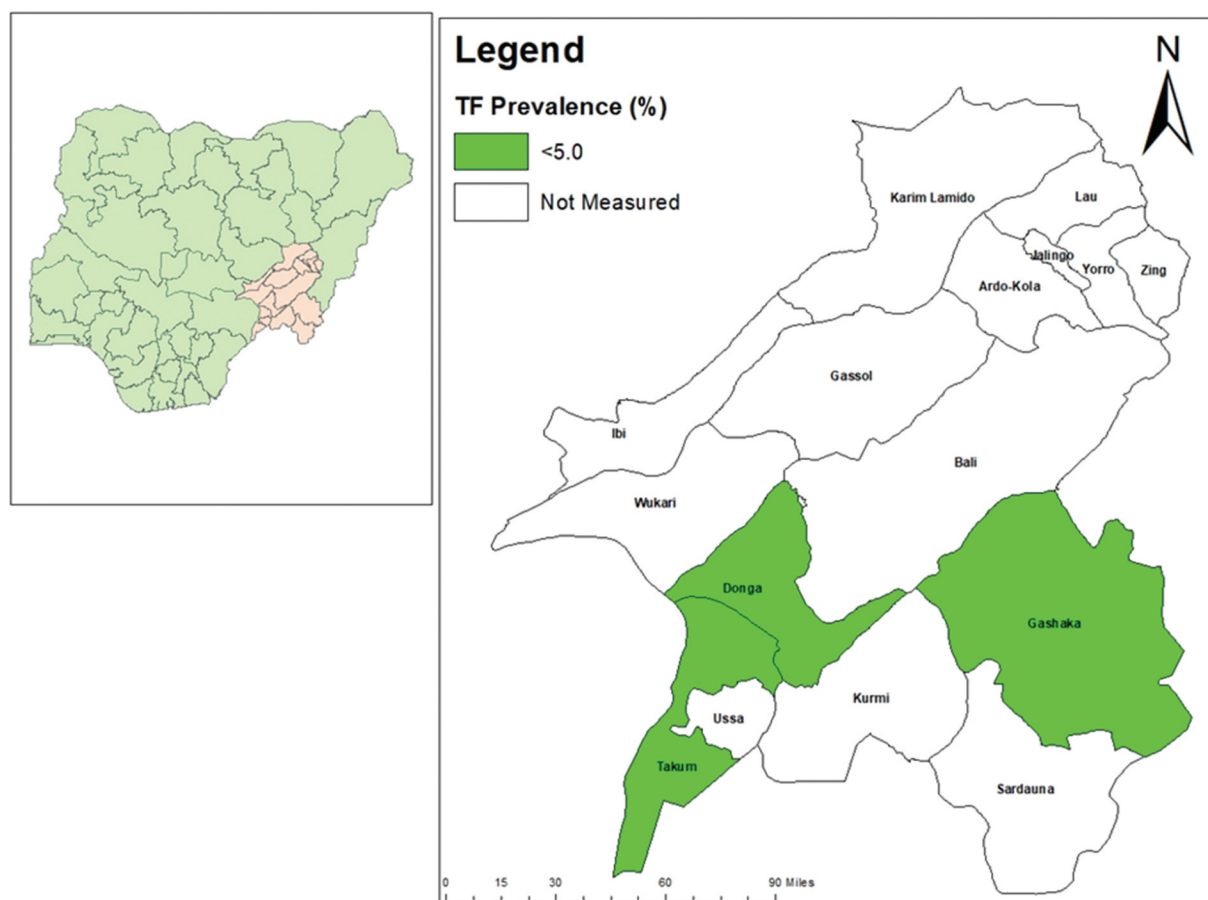 Legend
N
TF Prevalence (%)
<5.0
Not Measured
Karim Lamido
Lau
Jalingo
Yorro
Zing
Ardo-Kola
Gassol
Ibi
Bali
Wukari
Donga
Gashaka
Kurmi
Ussa
Takum
Sardauna
0 15 30 60 90 Miles